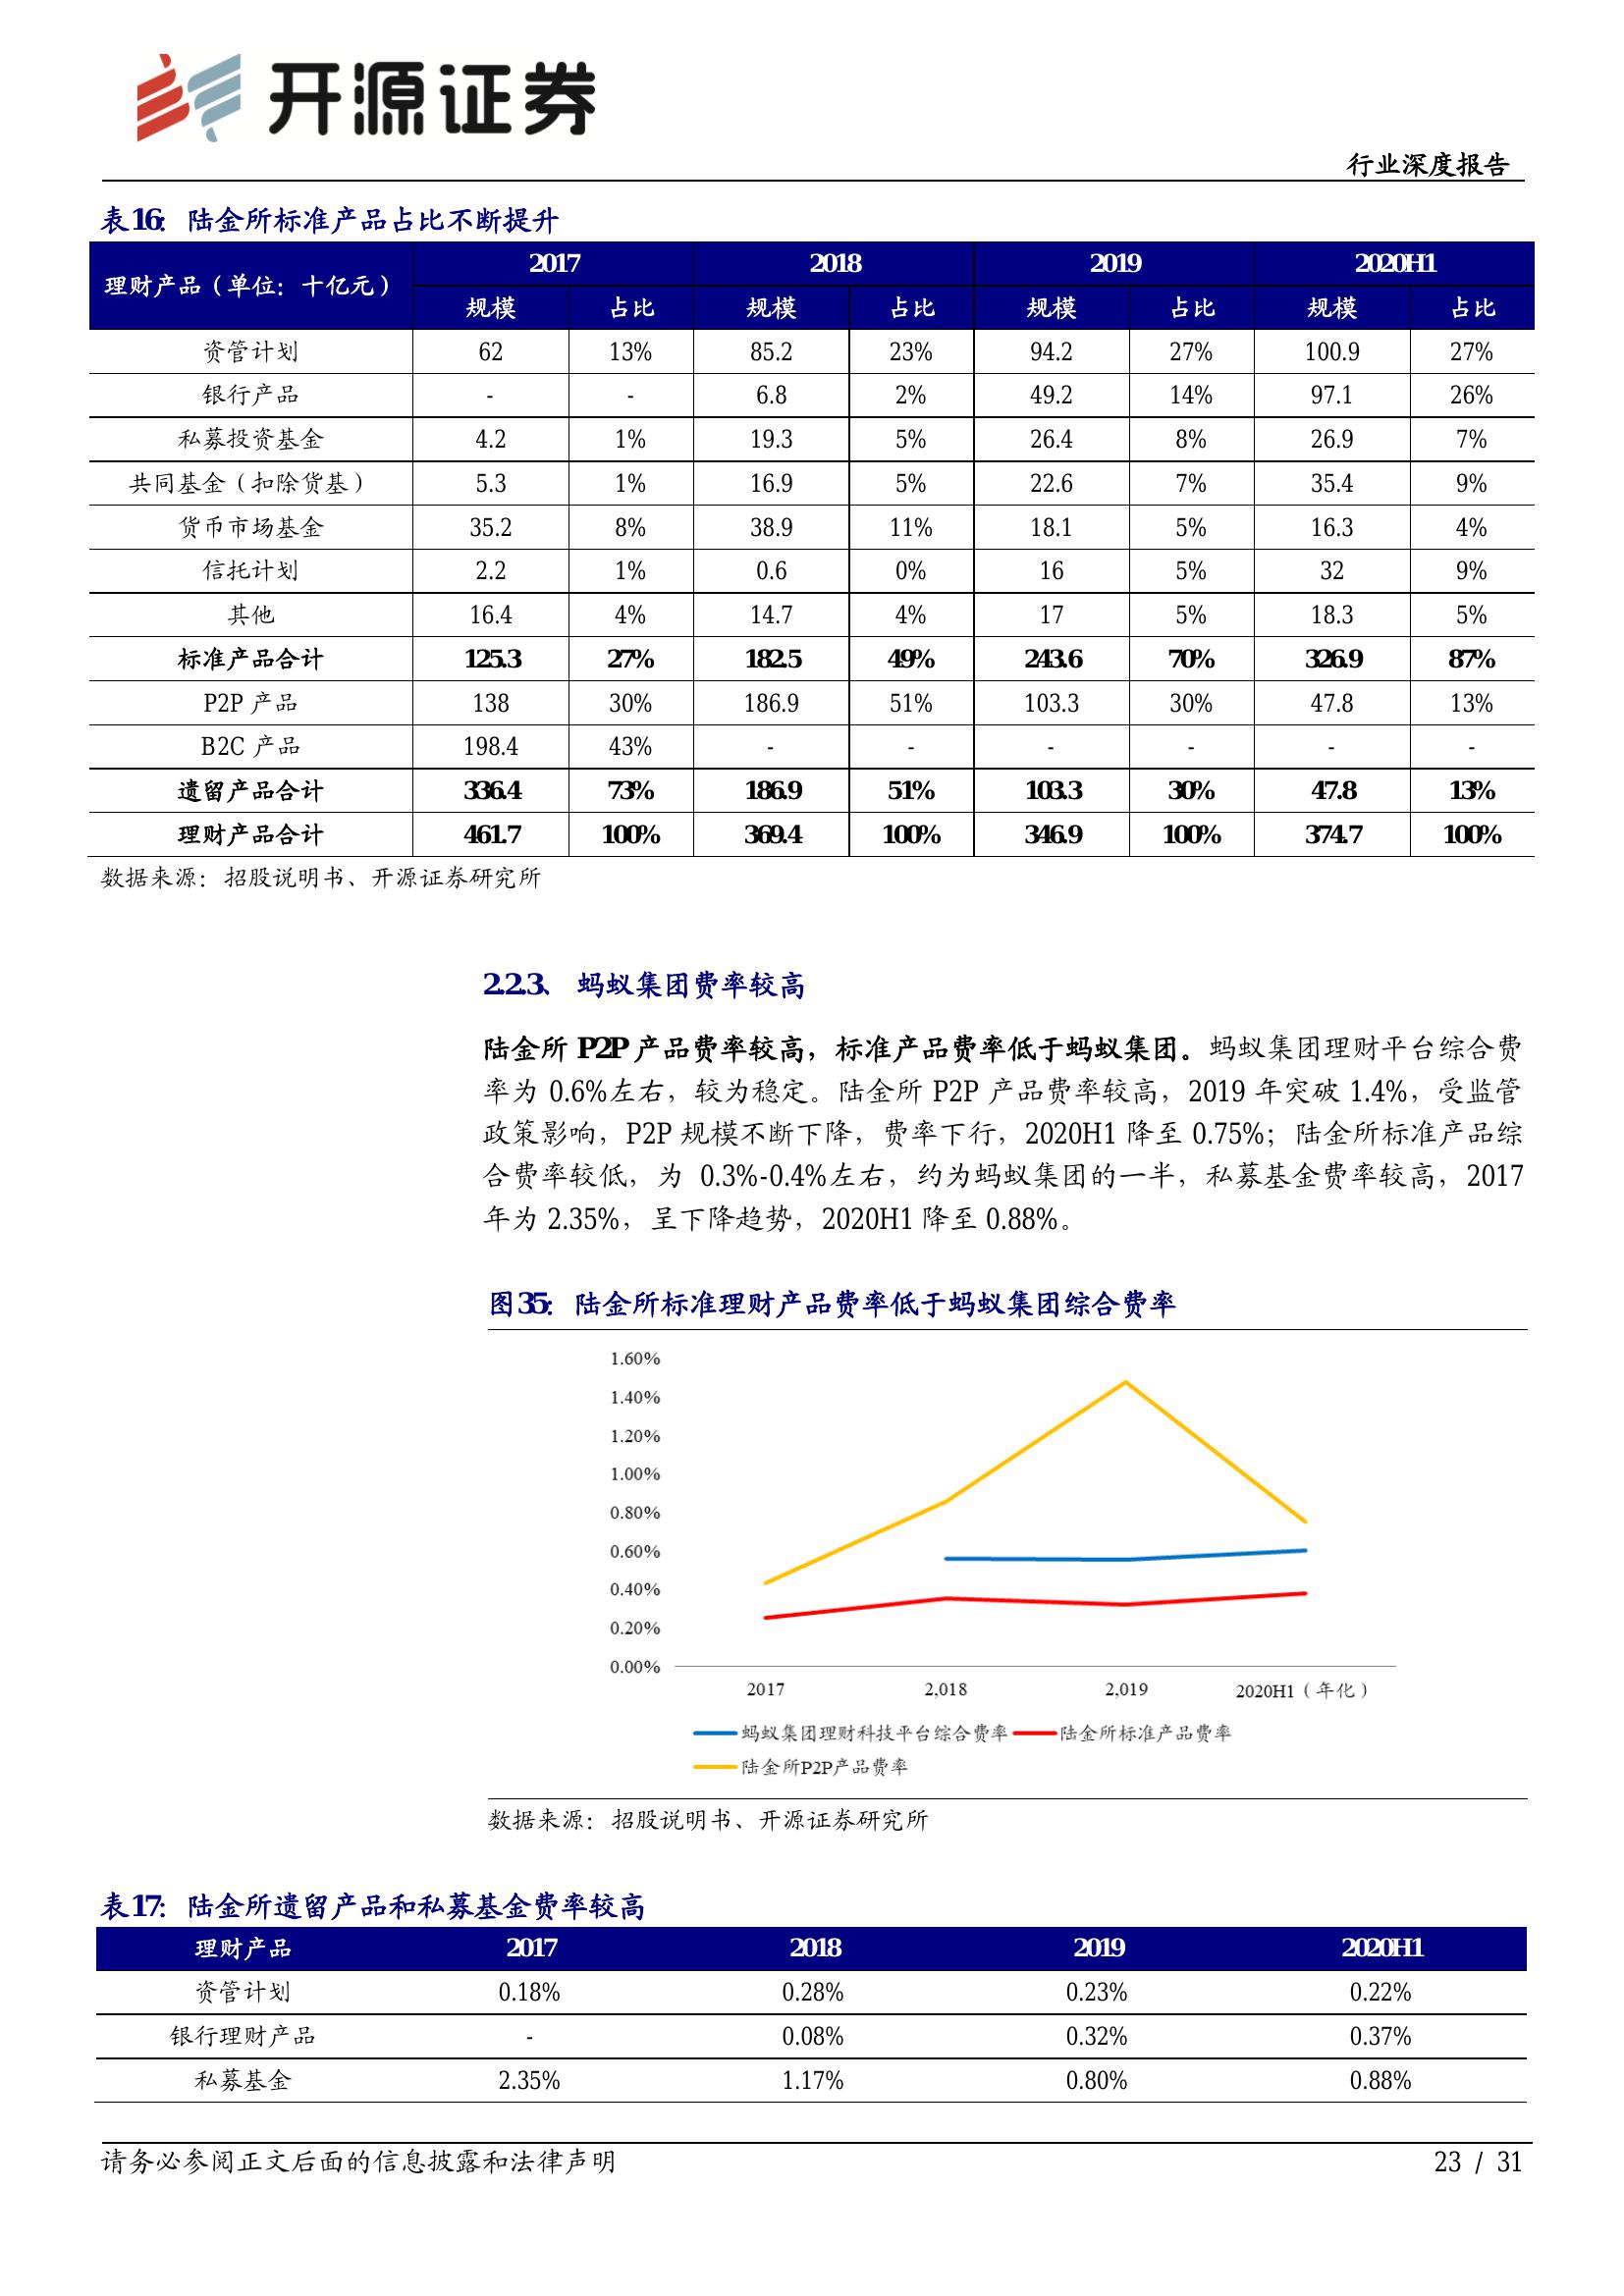 开源证券
行业深度报告
表16：陆金所标准产品占比不断提升
理财产品（单位：十亿元） 2017 2018 2019 2020H1
规模 占比 规模 占比 规模 占比 规模 占比
资管计划 62 13% 85.2 23% 94.2 27% 100.9 27%
银行产品 - - 6.8 2% 49.2 14% 97.1 26%
私募投资基金 4.2 1% 19.3 5% 26.4 8% 26.9 7%
共同基金（扣除货基） 5.3 1% 16.9 5% 22.6 7% 35.4 9%
货币市场基金 35.2 8% 38.9 11% 18.1 5% 16.3 4%
信托计划 2.2 1% 0.6 0% 16 5% 32 9%
其他 16.4 4% 14.7 4% 17 5% 18.3 5%
标准产品合计 125.3 27% 182.5 49% 243.6 70% 326.9 87%
P2P 产品 138 30% 186.9 51% 103.3 30% 47.8 13%
B2C 产品 198.4 43% - - - - - -
遗留产品合计 336.4 73% 186.9 51% 103.3 30% 47.8 13%
理财产品合计 461.7 100% 369.4 100% 346.9 100% 374.7 100%
数据来源：招股说明书、开源证券研究所
2.2.3、 蚂蚁集团费率较高
陆金所 P2P 产品费率较高，标准产品费率低于蚂蚁集团。蚂蚁集团理财平台综合费
率为 0.6%左右，较为稳定。陆金所 P2P 产品费率较高，2019 年突破 1.4%，受监管
政策影响，P2P 规模不断下降，费率下行，2020H1 降至 0.75%；陆金所标准产品综
合费率较低，为 0.3%-0.4%左右，约为蚂蚁集团的一半，私募基金费率较高，2017
年为 2.35%，呈下降趋势，2020H1 降至 0.88%。
图35：陆金所标准理财产品费率低于蚂蚁集团综合费率
1.60%
1.40%
1.20%
1.00%
0.80%
0.60%
0.40%
0.20%
0.00%
2017 2,018 2,019 2020H1（年化）
蚂蚁集团理财科技平台综合费率 陆金所标准产品费率
陆金所P2P产品费率
数据来源：招股说明书、开源证券研究所
表17：陆金所遗留产品和私募基金费率较高
理财产品 2017 2018 2019 2020H1
资管计划 0.18% 0.28% 0.23% 0.22%
银行理财产品 - 0.08% 0.32% 0.37%
私募基金 2.35% 1.17% 0.80% 0.88%
请务必参阅正文后面的信息披露和法律声明
23 / 31